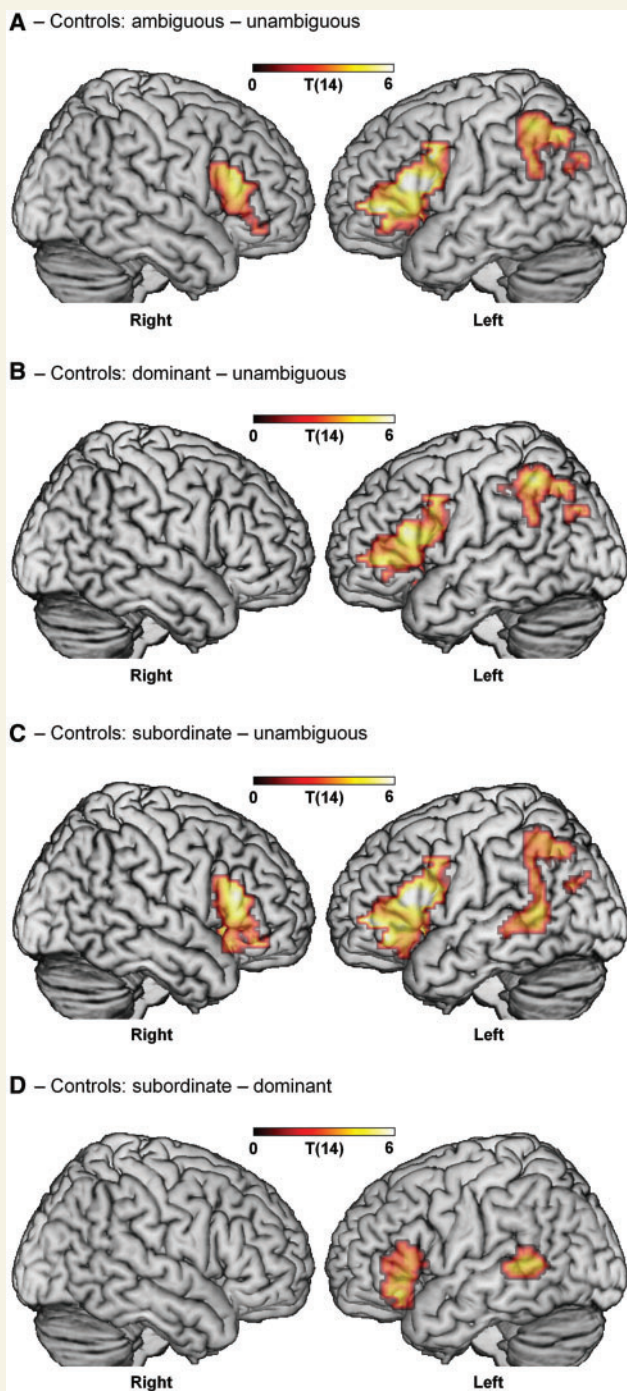 A – Controls: ambiguous – unambiguous
0 T(14) 6
Right Left
B – Controls: dominant – unambiguous
0 T(14) 6
Right Left
C – Controls: subordinate – unambiguous
0 T(14) 6
Right Left
D – Controls: subordinate – dominant
0 T(14) 6
Right Left